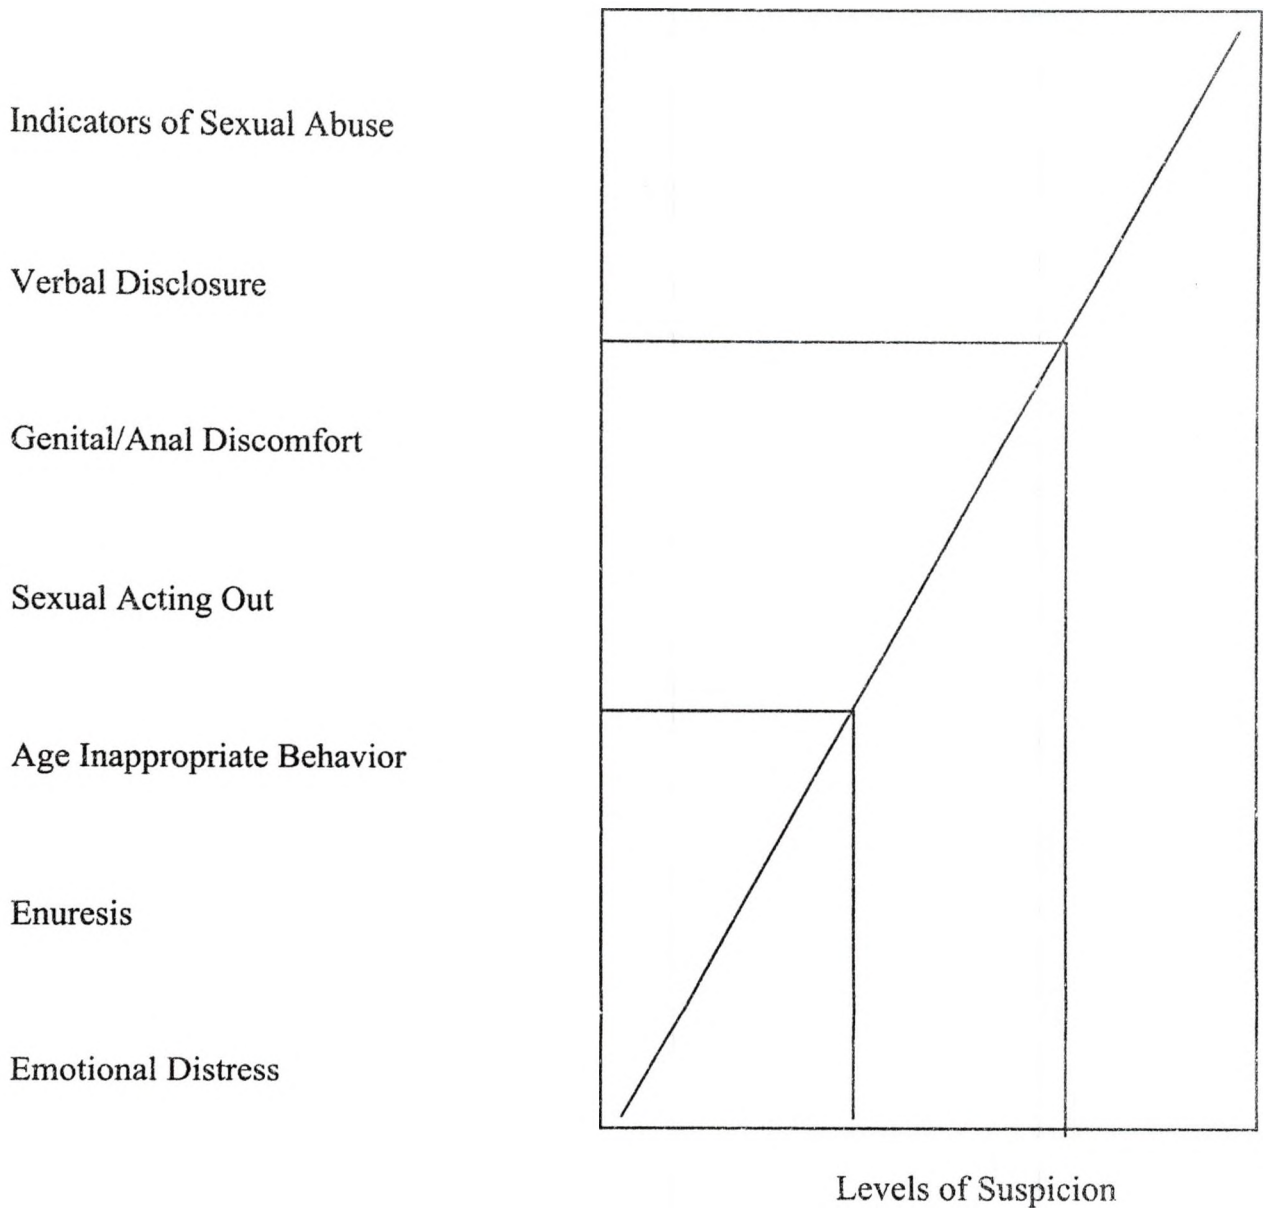 Indicators of Sexual Abuse
Verbal Disclosure
Genital/Anal Discomfort
Sexual Acting Out
Age Inappropriate Behavior
Enuresis
Emotional Distress
Levels of Suspicion